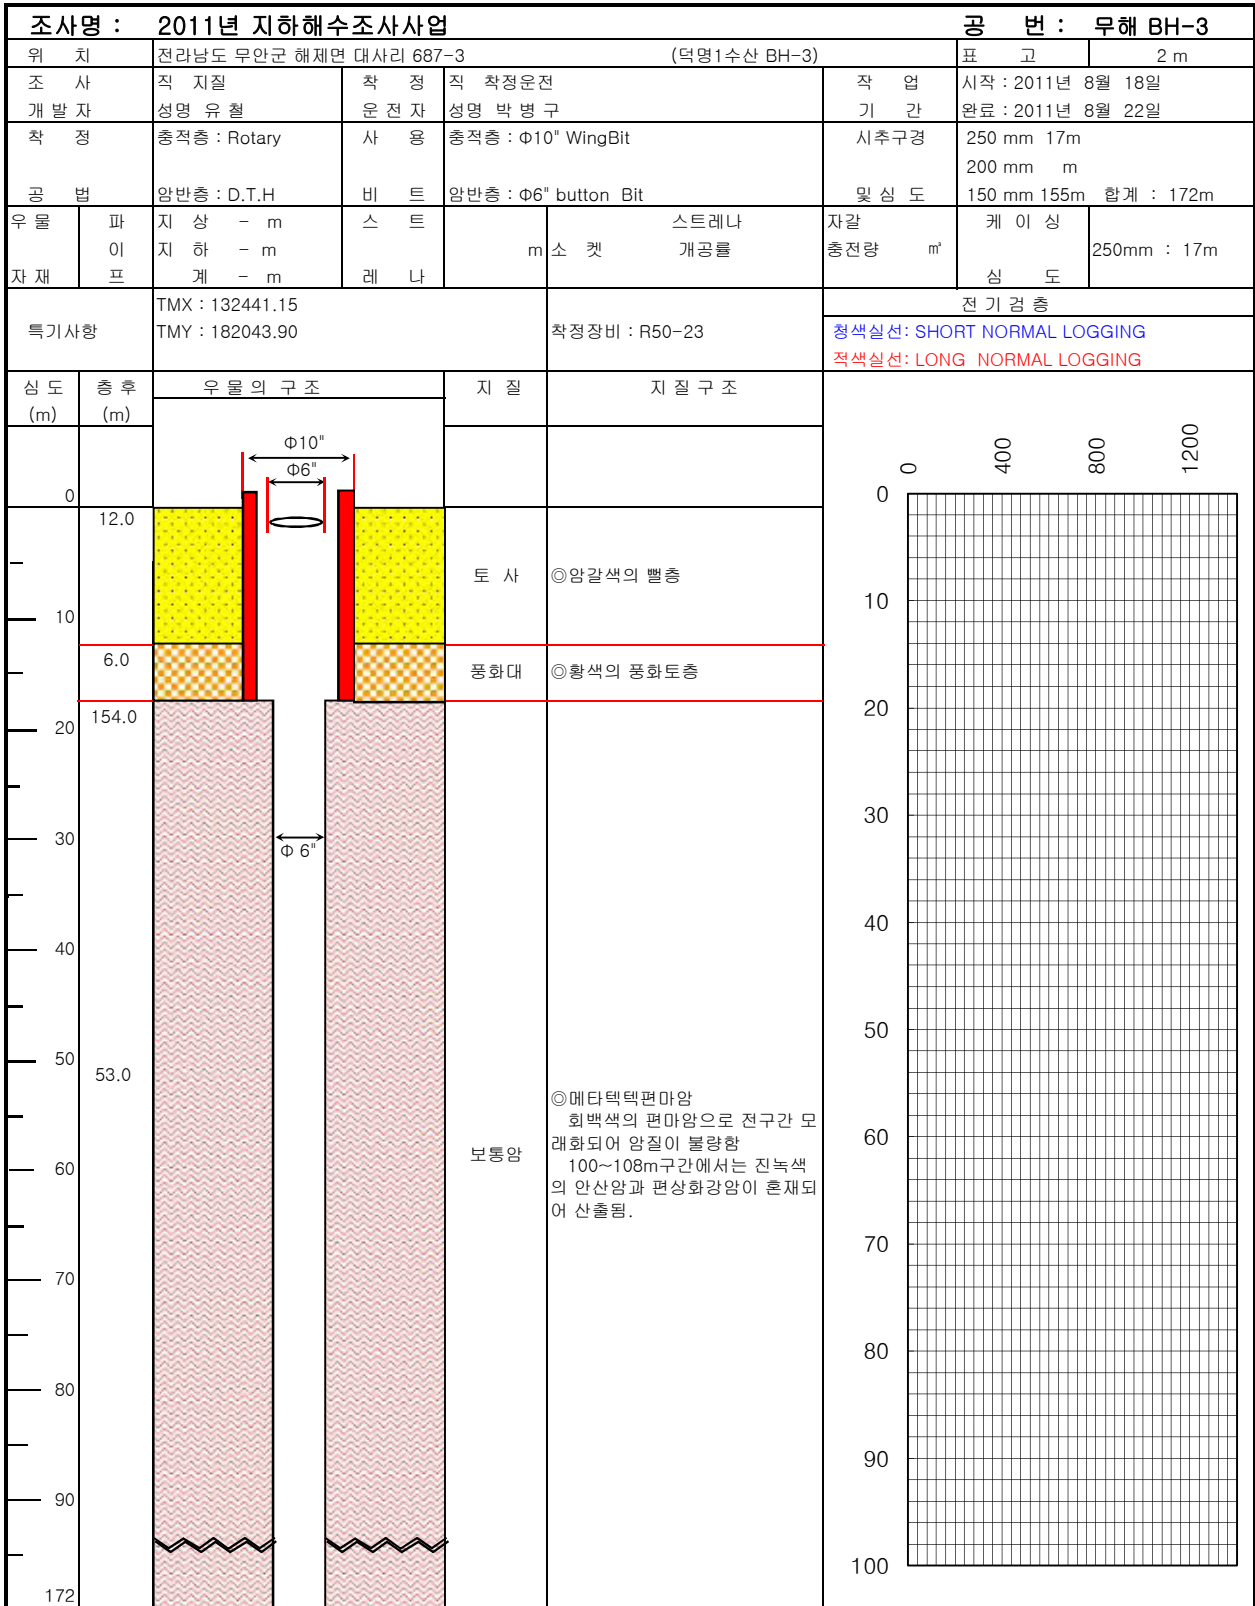 조사명 : 2011년 지하해수조사사업 공 번 : 무해 BH-3
위 치 전라남도 무안군 해제면 대사리 687-3 (덕명1수산 BH-3) 표 고 2 m
조 사 직 지질 착 정 직 착정운전 작 업 시작 : 2011년 8월 18일
개 발 자 성명 유 철 운 전 자 성명 박 병 구 기 간 완료 : 2011년 8월 22일
착 정 충적층 : Rotary 사 용 충적층 : Φ10" WingBit 시추구경 250 mm 17m
200 mm m
공 법 암반층 : D.T.H 비 트 암반층 : Φ6" button Bit 및 심 도 150 mm 155m 합계 : 172m
우 물 파 지 상 - m 스 트 스트레나 자갈 케 이 싱
이 지 하 - m m 소 켓 개공률 충전량 ㎥ 250mm : 17m
자 재 프 계 - m 레 나 심 도
TMX : 132441.15 전 기 검 층
특기사항 TMY : 182043.90 착정장비 : R50-23 청색실선: SHORT NORMAL LOGGING
적색실선: LONG NORMAL LOGGING
심 도 층 후 우 물 의 구 조 지 질 지 질 구 조
(m) (m)
Φ10"
Φ6"
0 400 800 1200
0 0
12.0
토 사 ◎암갈색의 뻘층
10 10
6.0 풍화대 ◎황색의 풍화토층
154.0
20 20
30 30
Φ 6"
40 40
50 50
53.0
◎메타텍텍편마암
회백색의 편마암으로 전구간 모
래화되어 암질이 불량함
보통암
100~108m구간에서는 진녹색
의 안산암과 편상화강암이 혼재되
어 산출됨.
60 60
70 70
80 80
90 90
100
172